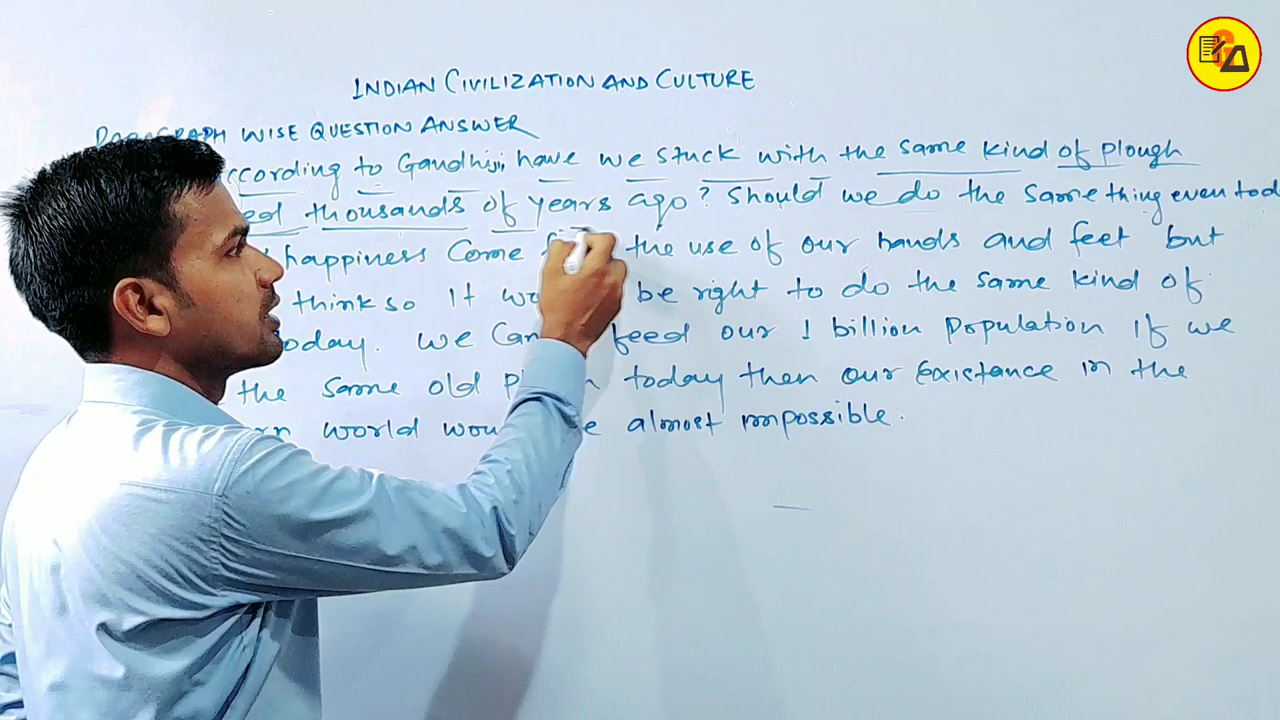 INDIAN CIVILIZATION AND CULTURE
PARAGRAPH WISE QUESTION ANSWER
ccording to Gandhiji, have we stuck with the same kind of plough
ed thousands of years ago? Should we do the same thing even tod
happiness Come the use of our hands and feet but
think so It be right to do the same kind of
oday. We Can feed our 1 billion Population If we
the same old today then our Existance in the
world wou almost impossible.